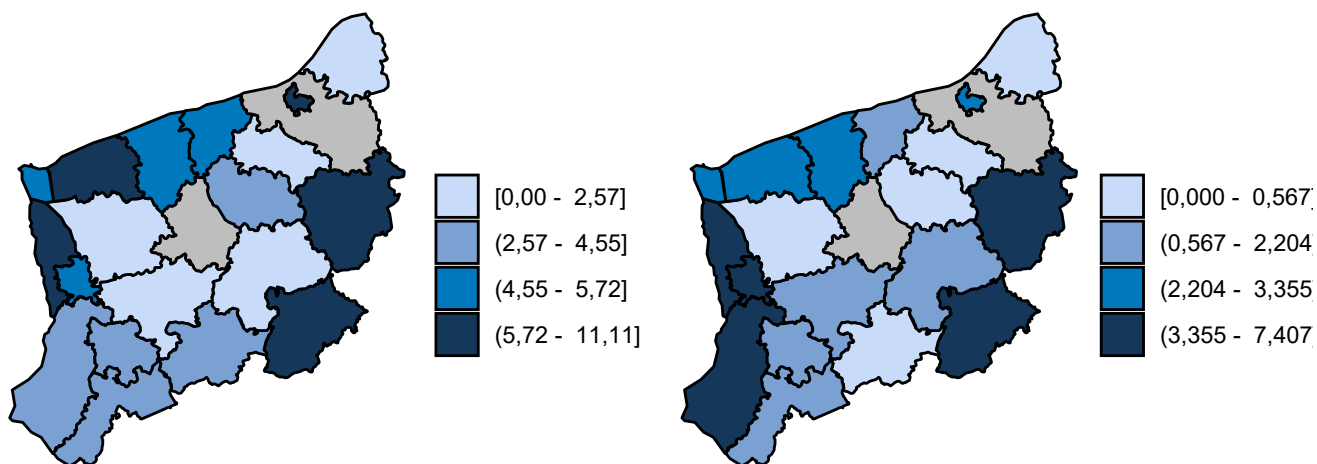 [0,00 - 2,57]
(2,57 - 4,55]
(4,55 - 5,72]
(5,72 - 11,11]
[0,000 - 0,567]
(0,567 - 2,204]
(2,204 - 3,355]
(3,355 - 7,407]